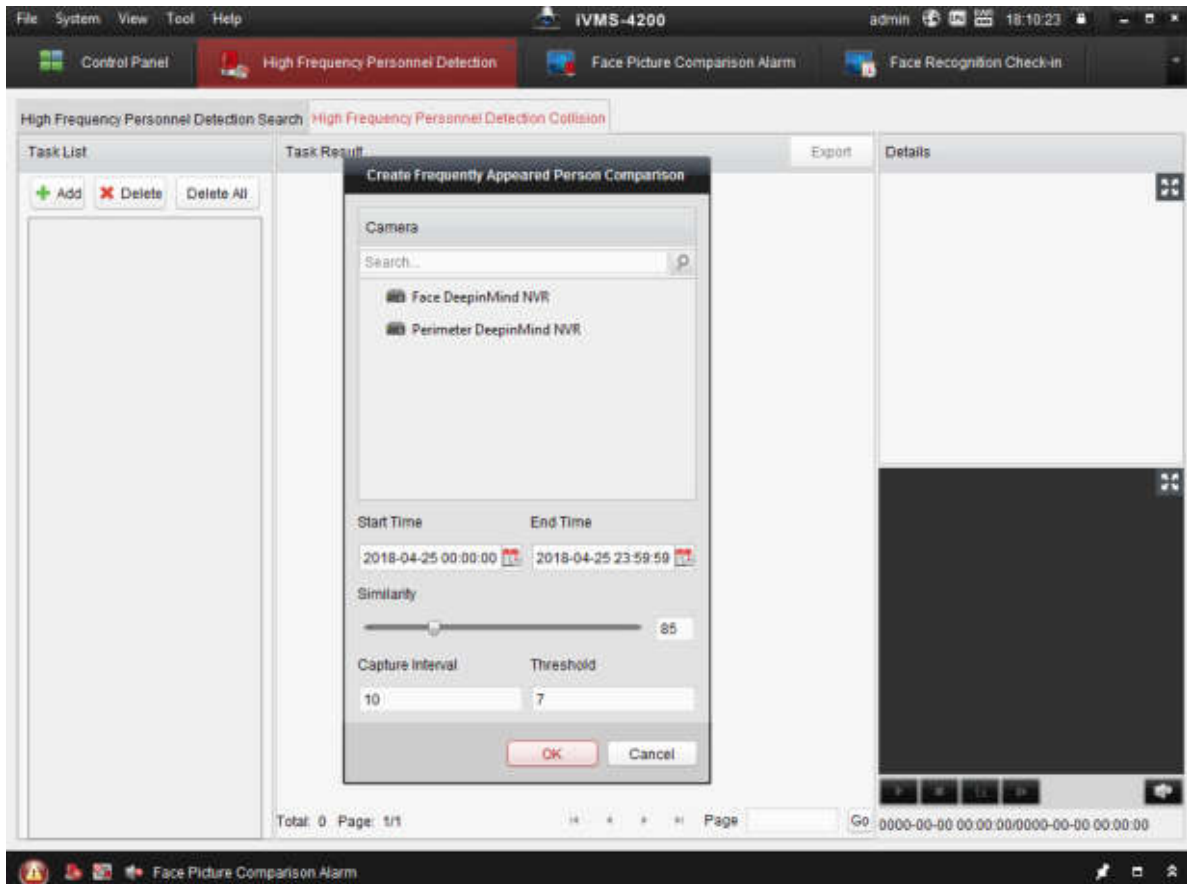 File System View Tool Help iVMS-4200 admin 18:10:23
Control Panel High Frequency Personnel Detection Face Picture Comparison Alarm Face Recognition Check-in
High Frequency Personnel Detection Search High Frequency Personnel Detection Collision
Task List Task Result Export Details
Add Delete Delete All
Create Frequently Appeared Person Comparison
Camera
Search...
Face DeepinMind NVR
Perimeter DeepinMind NVR
Start Time End Time
2018-04-25 00:00:00 2018-04-25 23:59:59
Similarity
85
Capture Interval Threshold
10 7
OK Cancel
Total: 0 Page: 1/1 Page Go
0000-00-00 00:00:00/0000-00-00 00:00:00
Face Picture Comparison Alarm